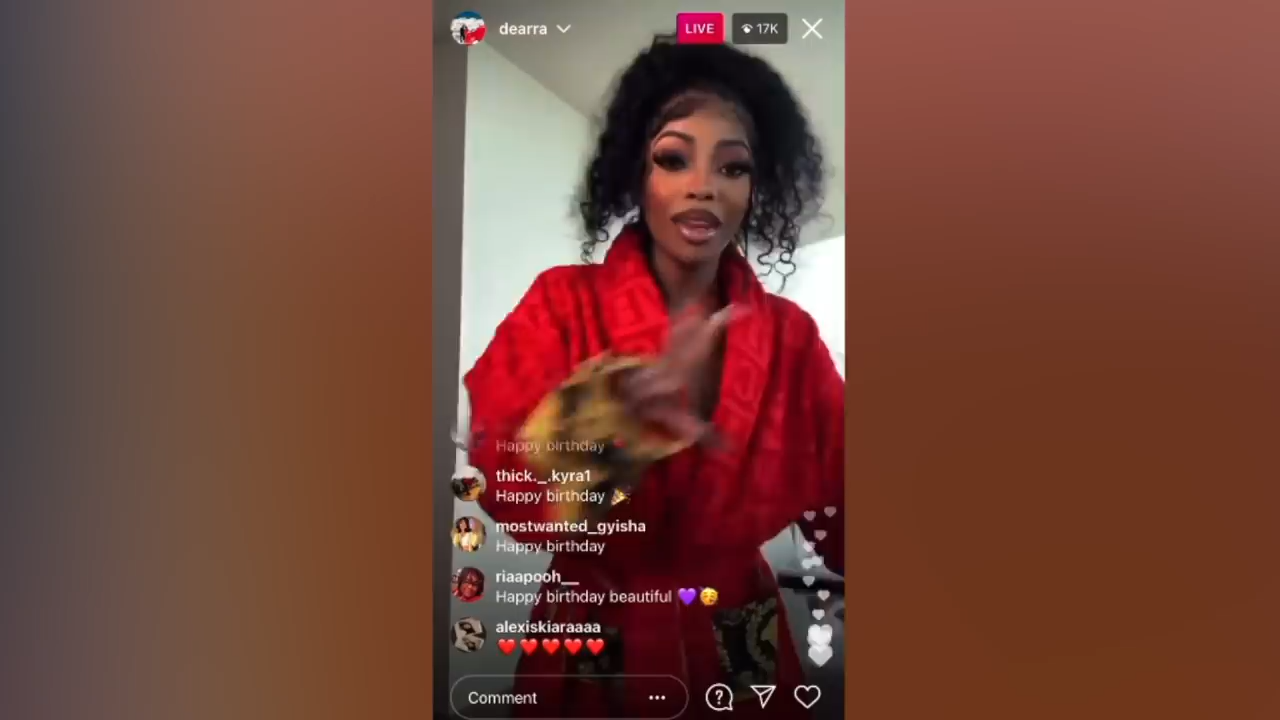 dearra
LIVE
17K
Happy birthday
thick._.kyra1
Happy birthday 🎉
mostwanted_gyisha
Happy birthday
riaapooh__
Happy birthday beautiful 💜🥳
alexiskiaraaaa
❤️❤️❤️❤️❤️
Comment